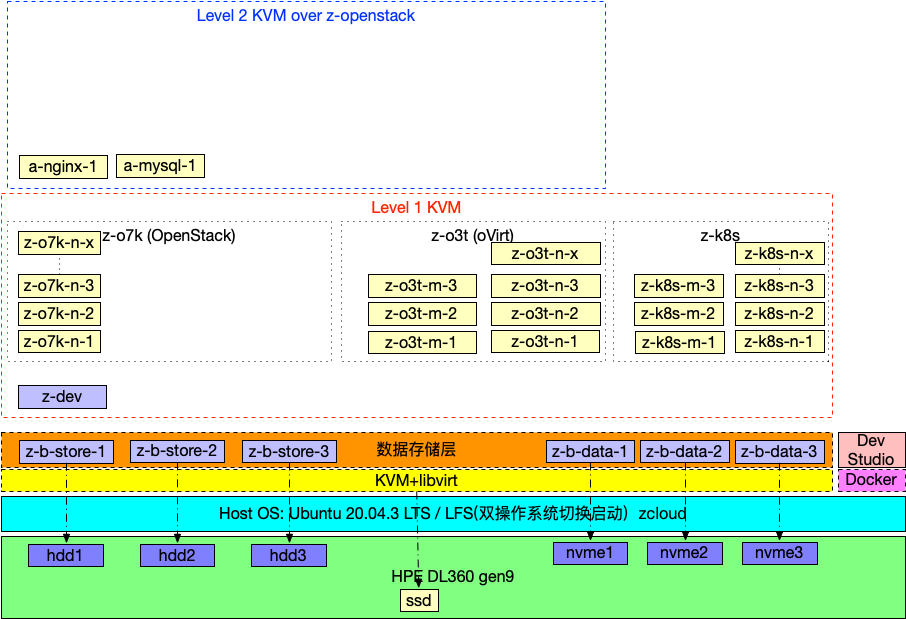 Level 2 KVM over z-openstack
a-nginx-1
a-mysql-1
Level 1 KVM
z-o7k (OpenStack)
z-o7k-n-x
z-o7k-n-3
z-o7k-n-2
z-o7k-n-1
z-o3t (oVirt)
z-o3t-n-x
z-o3t-m-3
z-o3t-n-3
z-o3t-m-2
z-o3t-n-2
z-o3t-m-1
z-o3t-n-1
z-k8s
z-k8s-n-x
z-k8s-m-3
z-k8s-n-3
z-k8s-m-2
z-k8s-n-2
z-k8s-m-1
z-k8s-n-1
z-dev
z-b-store-1
z-b-store-2
z-b-store-3
数据存储层
z-b-data-1
z-b-data-2
z-b-data-3
Dev
Studio
KVM+libvirt
Docker
Host OS: Ubuntu 20.04.3 LTS / LFS(双操作系统切换启动）zcloud
hdd1
hdd2
hdd3
nvme1
nvme2
nvme3
HPE DL360 gen9
ssd